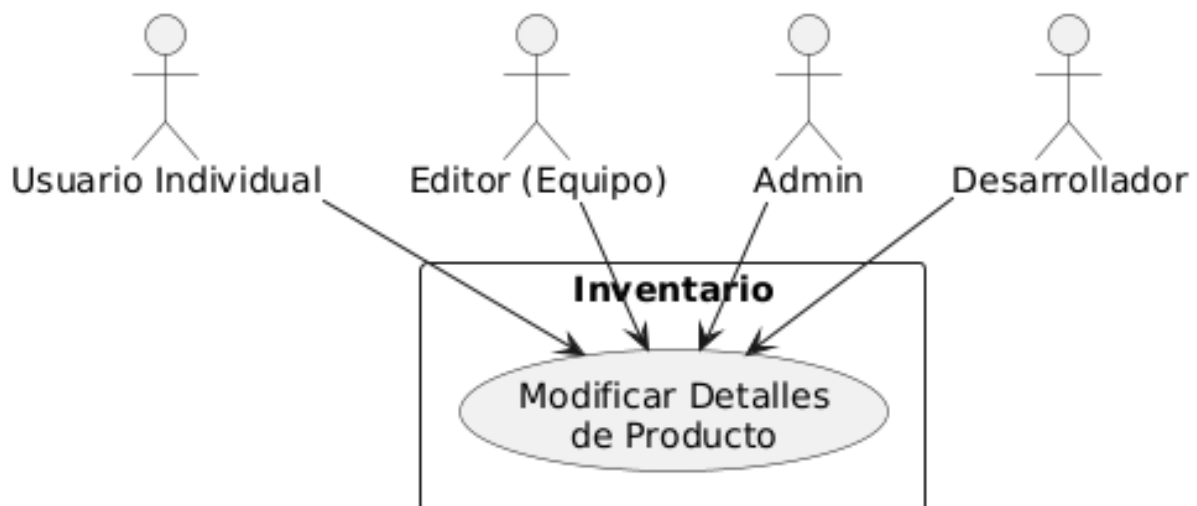 Usuario Individual
Editor (Equipo)
Admin
Desarrollador
Inventario
Modificar Detalles
de Producto